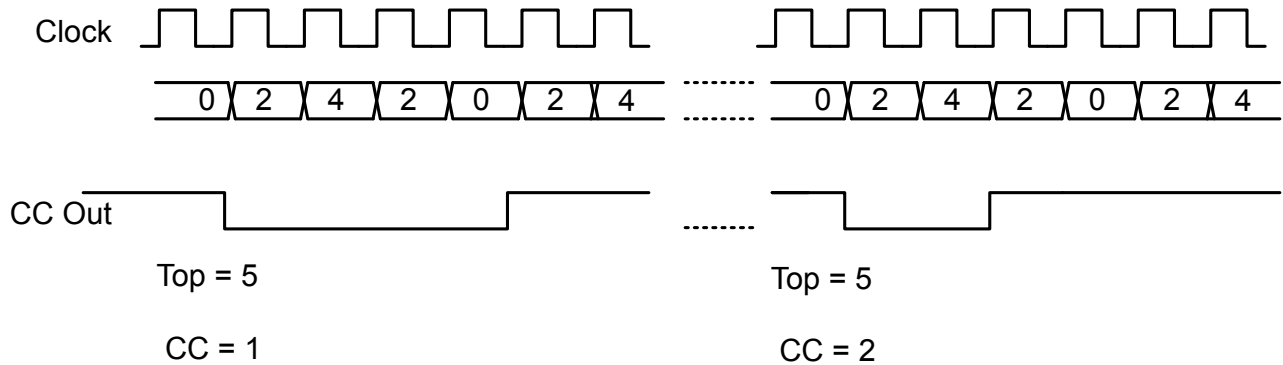 Clock
0 2 4 2 0 2 4 0 2 4 2 0 2 4
CC Out
Top = 5 Top = 5
CC = 1 CC = 2